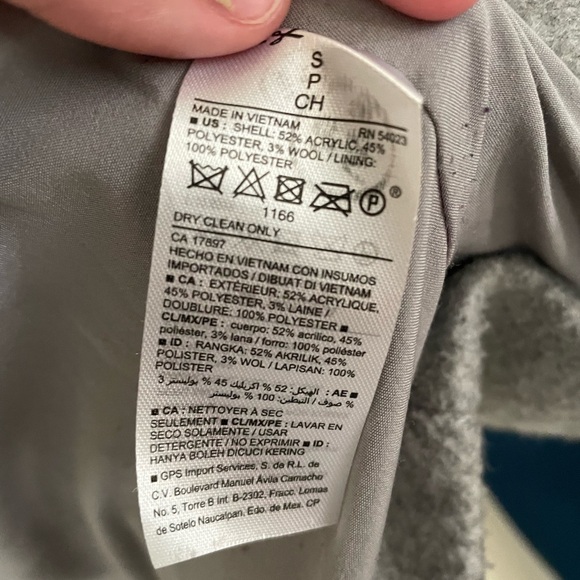 S
P
CH
MADE IN VIETNAM RN 54023
■ US : SHELL: 52% ACRYLIC, 45%
POLYESTER, 3% WOOL / LINING:
100% POLYESTER
P ®
1166
DRY CLEAN ONLY
CA 17897
HECHO EN VIETNAM CON INSUMOS
IMPORTADOS / DIBUAT DI VIETNAM
■ CA : EXTÉRIEUR: 52% ACRYLIQUE,
45% POLYESTER, 3% LAINE /
DOUBLURE: 100% POLYESTER ■
CL/MX/PE : cuerpo: 52% acrílico, 45%
poliéster, 3% lana / forro: 100% poliéster
■ ID : RANGKA: 52% AKRILIK, 45%
POLISTER, 3% WOL / LAPISAN: 100%
POLISTER
■ AE : الهيكل: 52 % اكريليك 45 % بوليستر 3
% صوف / التبطين: 100 % بوليستر
■ CA : NETTOYER À SEC
SEULEMENT ■ CL/MX/PE : LAVAR EN
SECO SOLAMENTE / USAR
DETERGENTE / NO EXPRIMIR ■ ID :
HANYA BOLEH DICUCI KERING
■ GPS Import Services, S. de R.L. de
C.V. Boulevard Manuel Ávila Camacho
No. 5, Torre B Int. B-2302, Fracc. Lomas
de Sotelo Naucalpan, Edo. de Mex. CP